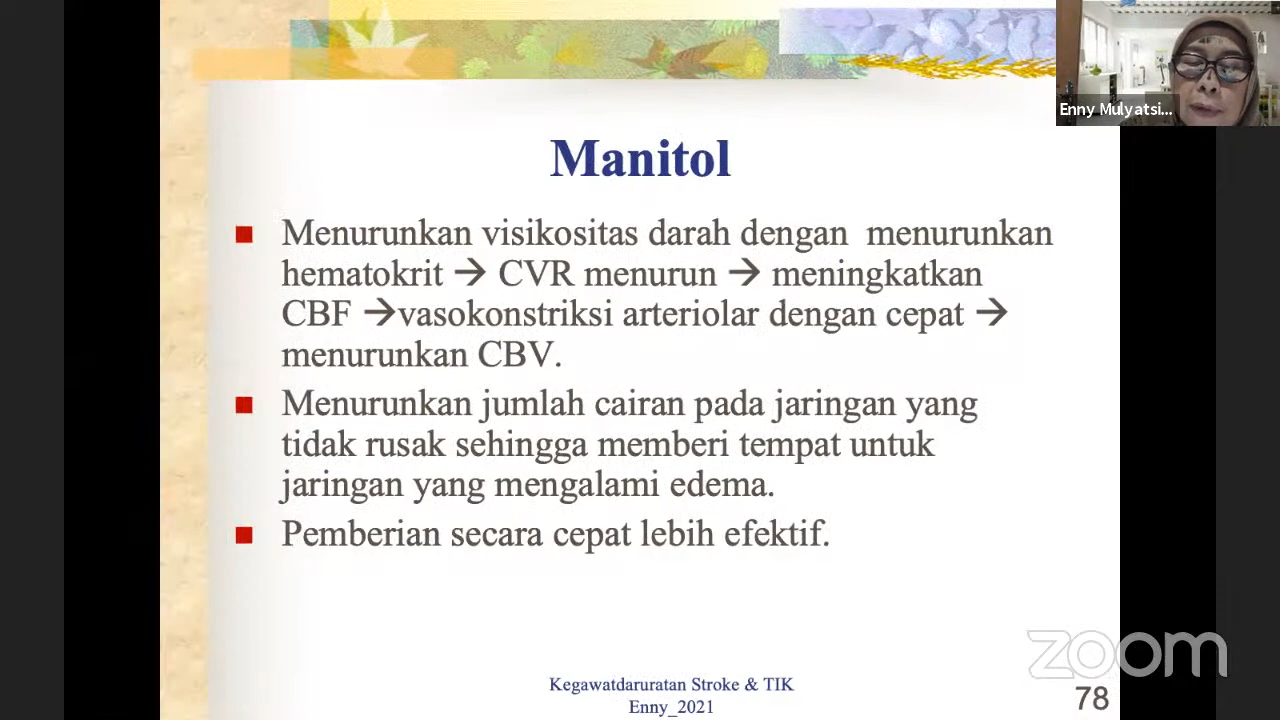 Enny Mulyatsi...
Manitol
Menurunkan visikositas darah dengan menurunkan
hematokrit → CVR menurun → meningkatkan
CBF →vasokonstriksi arteriolar dengan cepat →
menurunkan CBV.
Menurunkan jumlah cairan pada jaringan yang
tidak rusak sehingga memberi tempat untuk
jaringan yang mengalami edema.
Pemberian secara cepat lebih efektif.
zoom
Kegawatdaruratan Stroke & TIK
Enny_2021
78